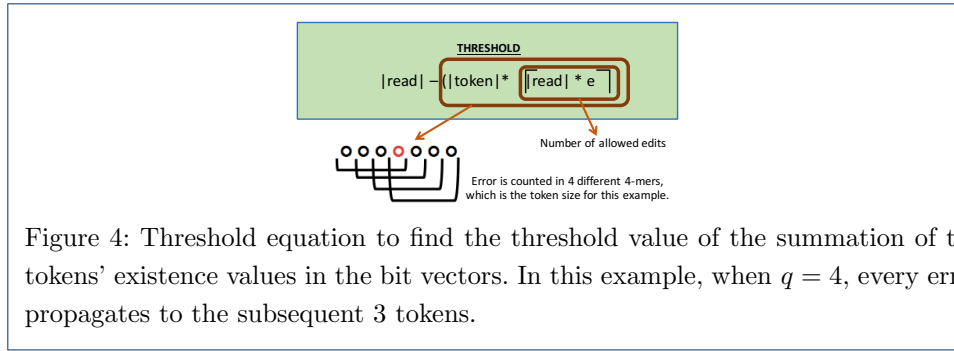 THRESHOLD
|read| – (|token| * ⌈|read| * e⌉
Number of allowed edits
Error is counted in 4 different 4-mers,
which is the token size for this example.
Figure 4: Threshold equation to find the threshold value of the summation of t
tokens’ existence values in the bit vectors. In this example, when q = 4, every err
propagates to the subsequent 3 tokens.